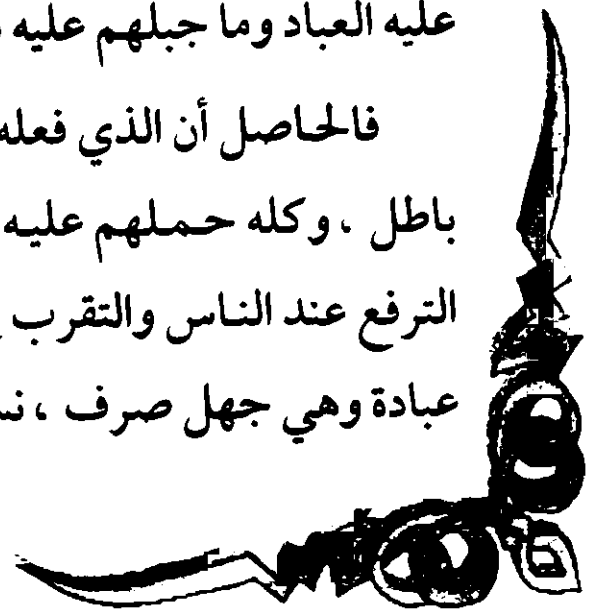 عليه العباد وما جبلهم عليه
فالحاصل أن الذي فعله
باطل ، وكله حملهم عليه
الترفع عند الناس والتقرب
عبادة وهي جهل صرف ،